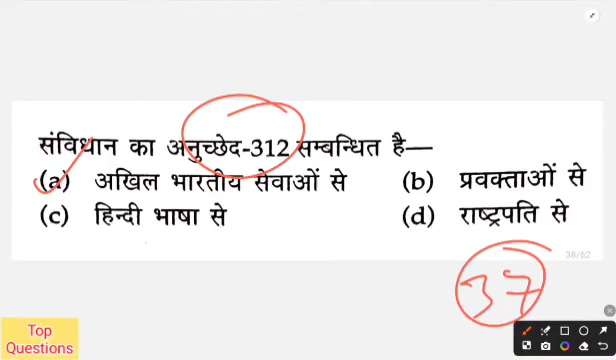 संविधान का अनुच्छेद-312 सम्बन्धित है—
(a) अखिल भारतीय सेवाओं से (b) प्रवक्ताओं से
(c) हिन्दी भाषा से (d) राष्ट्रपति से
38/62
37
Top
Questions